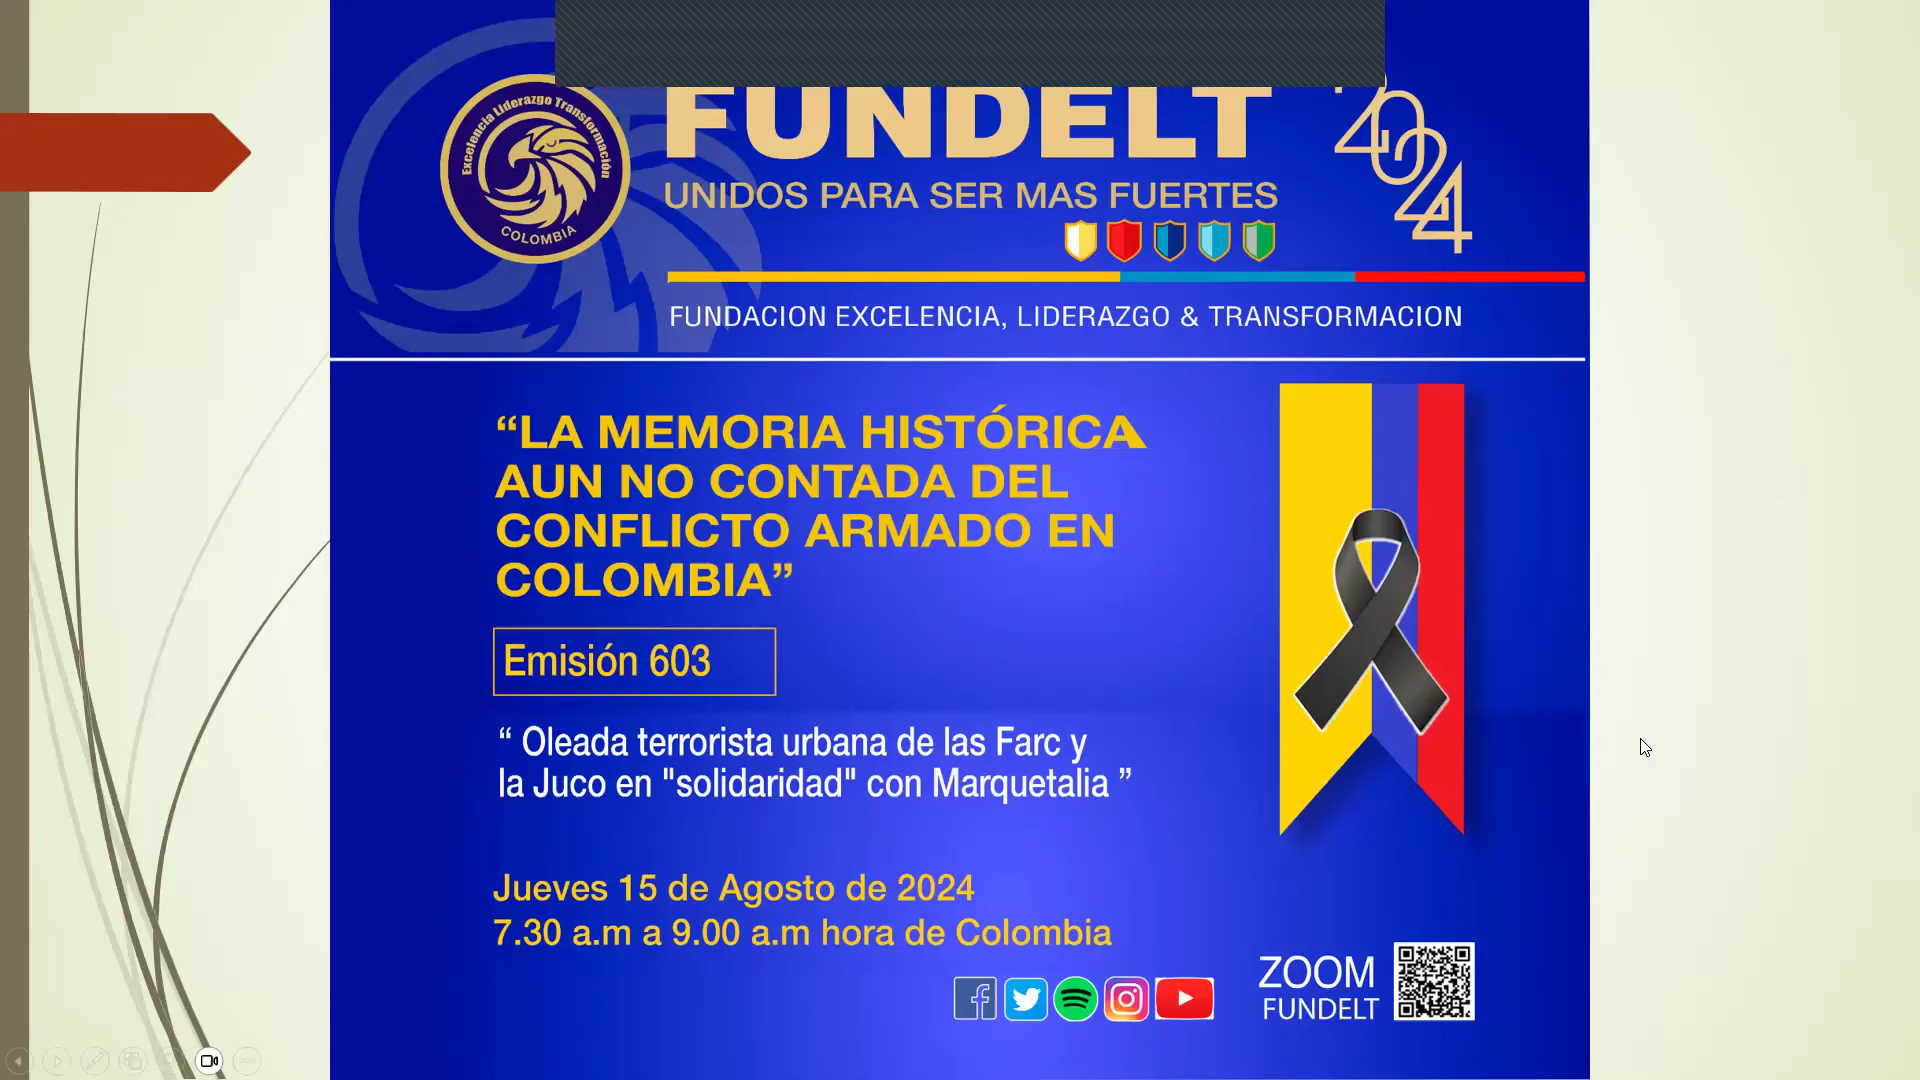 FUNDELT
2024
Excelencia Liderazgo Transformación
COLOMBIA
UNIDOS PARA SER MAS FUERTES
FUNDACION EXCELENCIA, LIDERAZGO & TRANSFORMACION
“LA MEMORIA HISTÓRICA
AUN NO CONTADA DEL
CONFLICTO ARMADO EN
COLOMBIA”
Emisión 603
“ Oleada terrorista urbana de las Farc y
la Juco en "solidaridad" con Marquetalia ”
Jueves 15 de Agosto de 2024
7.30 a.m a 9.00 a.m hora de Colombia
ZOOM
FUNDELT